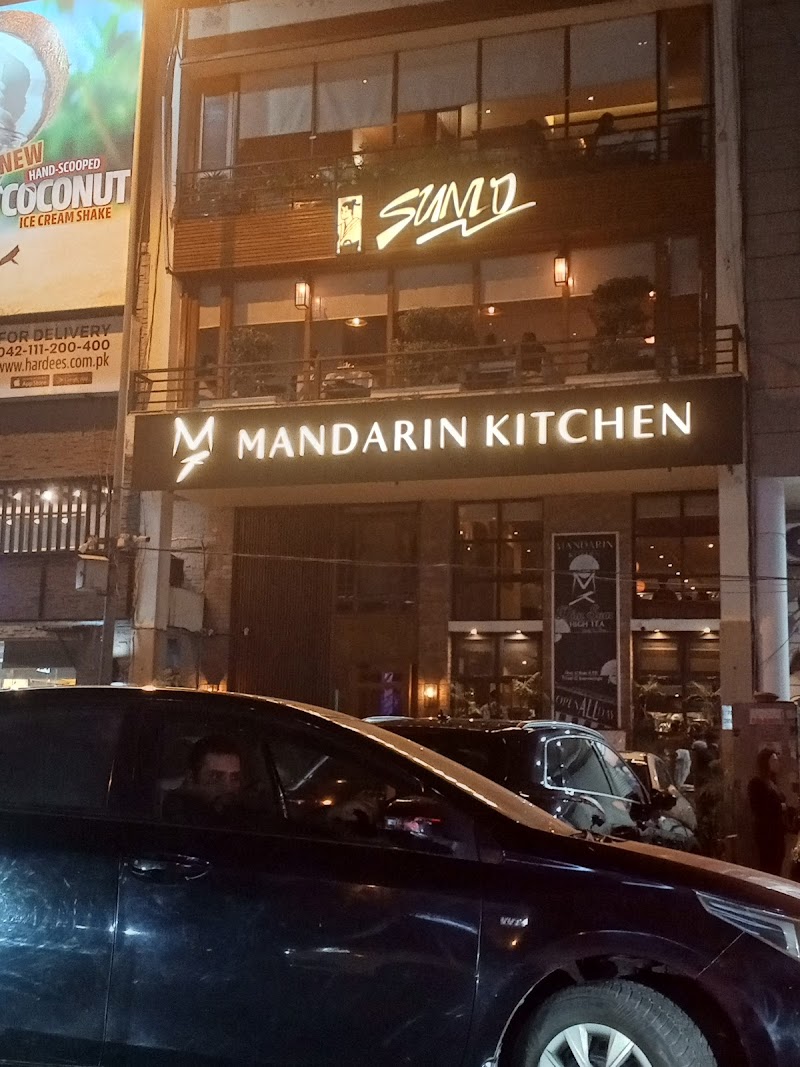 NEW
HAND-SCOOPED
COCONUT
ICE CREAM SHAKE
FOR DELIVERY
042-111-200-400
www.hardees.com.pk
SUMO
MF MANDARIN KITCHEN
MANDARIN
HIGH TEA
OPEN ALL DAY